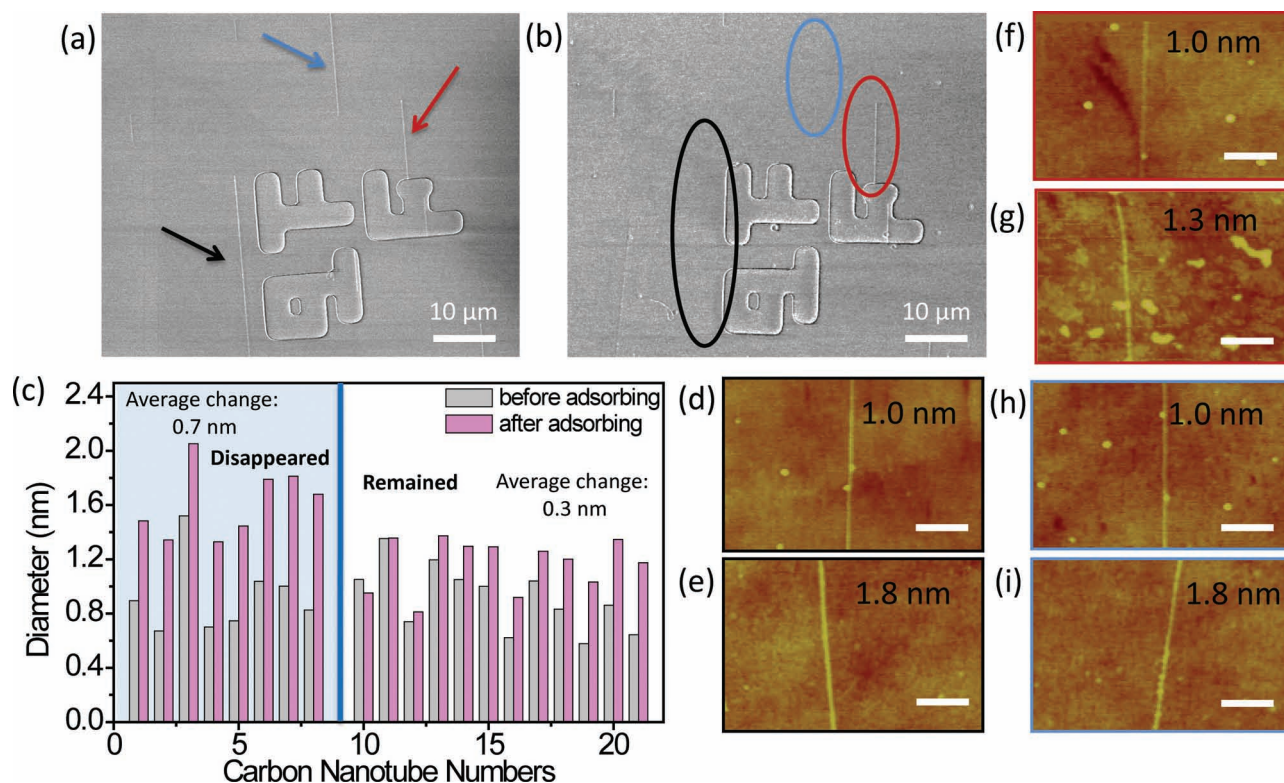 (a)
10 µm
(b)
10 µm
(c)
Diameter (nm)
2.4
2.0
1.6
1.2
0.8
0.4
0.0
Average change:
0.7 nm
Disappeared
before adsorbing
after adsorbing
Remained
Average change:
0.3 nm
0
5
10
15
20
Carbon Nanotube Numbers
(d)
1.0 nm
(e)
1.8 nm
(f)
1.0 nm
(g)
1.3 nm
(h)
1.0 nm
(i)
1.8 nm